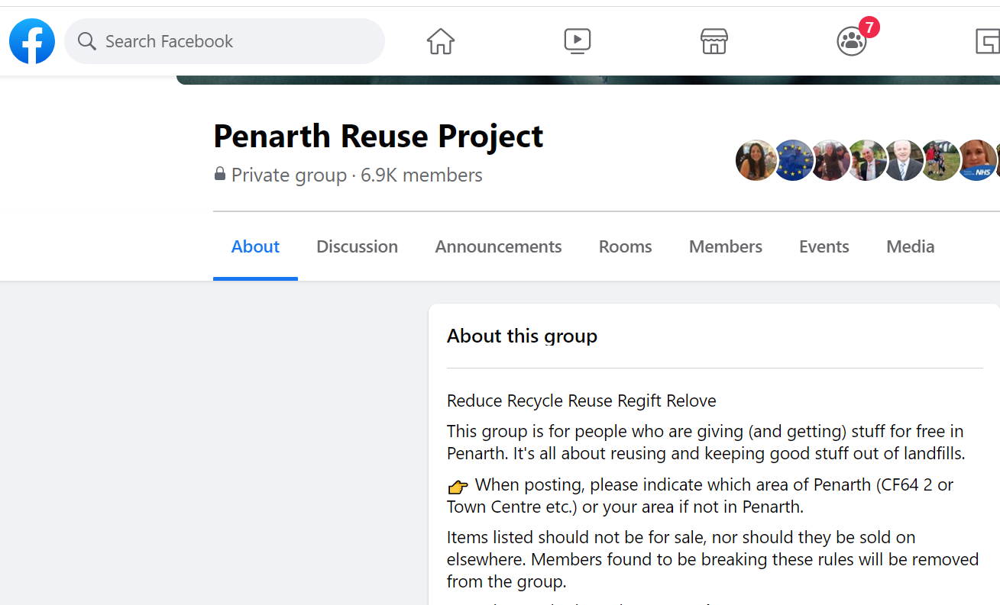 Search Facebook
7
Penarth Reuse Project
Private group · 6.9K members
NHS
About Discussion Announcements Rooms Members Events Media
About this group
Reduce Recycle Reuse Regift Relove
This group is for people who are giving (and getting) stuff for free in
Penarth. It's all about reusing and keeping good stuff out of landfills.
👉 When posting, please indicate which area of Penarth (CF64 2 or
Town Centre etc.) or your area if not in Penarth.
Items listed should not be for sale, nor should they be sold on
elsewhere. Members found to be breaking these rules will be removed
from the group.